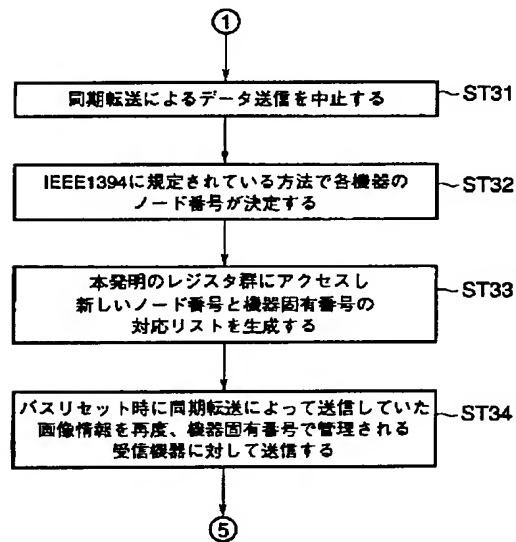 ①
同期転送によるデータ送信を中止する
ST31
IEEE1394に規定されている方法で各機器の
ノード番号が決定する
ST32
本発明のレジスタ群にアクセスし
新しいノード番号と機器固有番号の
対応リストを生成する
ST33
バスリセット時に同期転送によって送信していた
画像情報を再度、機器固有番号で管理される
受信機器に対して送信する
ST34
⑤